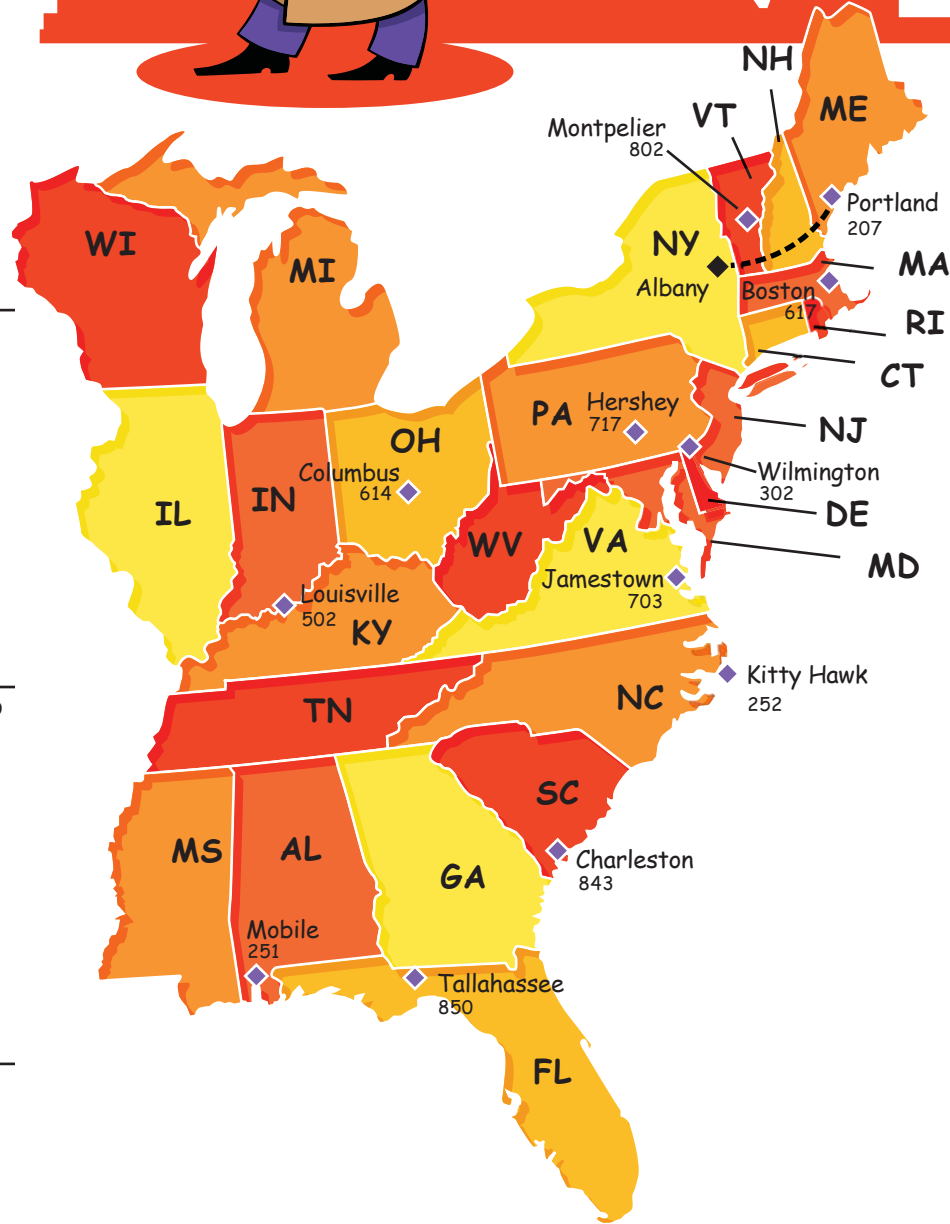 NH
ME
VT
Montpelier
802
Portland
207
WI
NY
MI
MA
Albany
Boston
617
RI
CT
PA
Hershey
717
NJ
OH
Columbus
614
Wilmington
302
IL
IN
DE
WV
VA
MD
Jamestown
703
Louisville
502
KY
Kitty Hawk
252
NC
TN
SC
MS
AL
Charleston
843
GA
Mobile
251
Tallahassee
850
FL